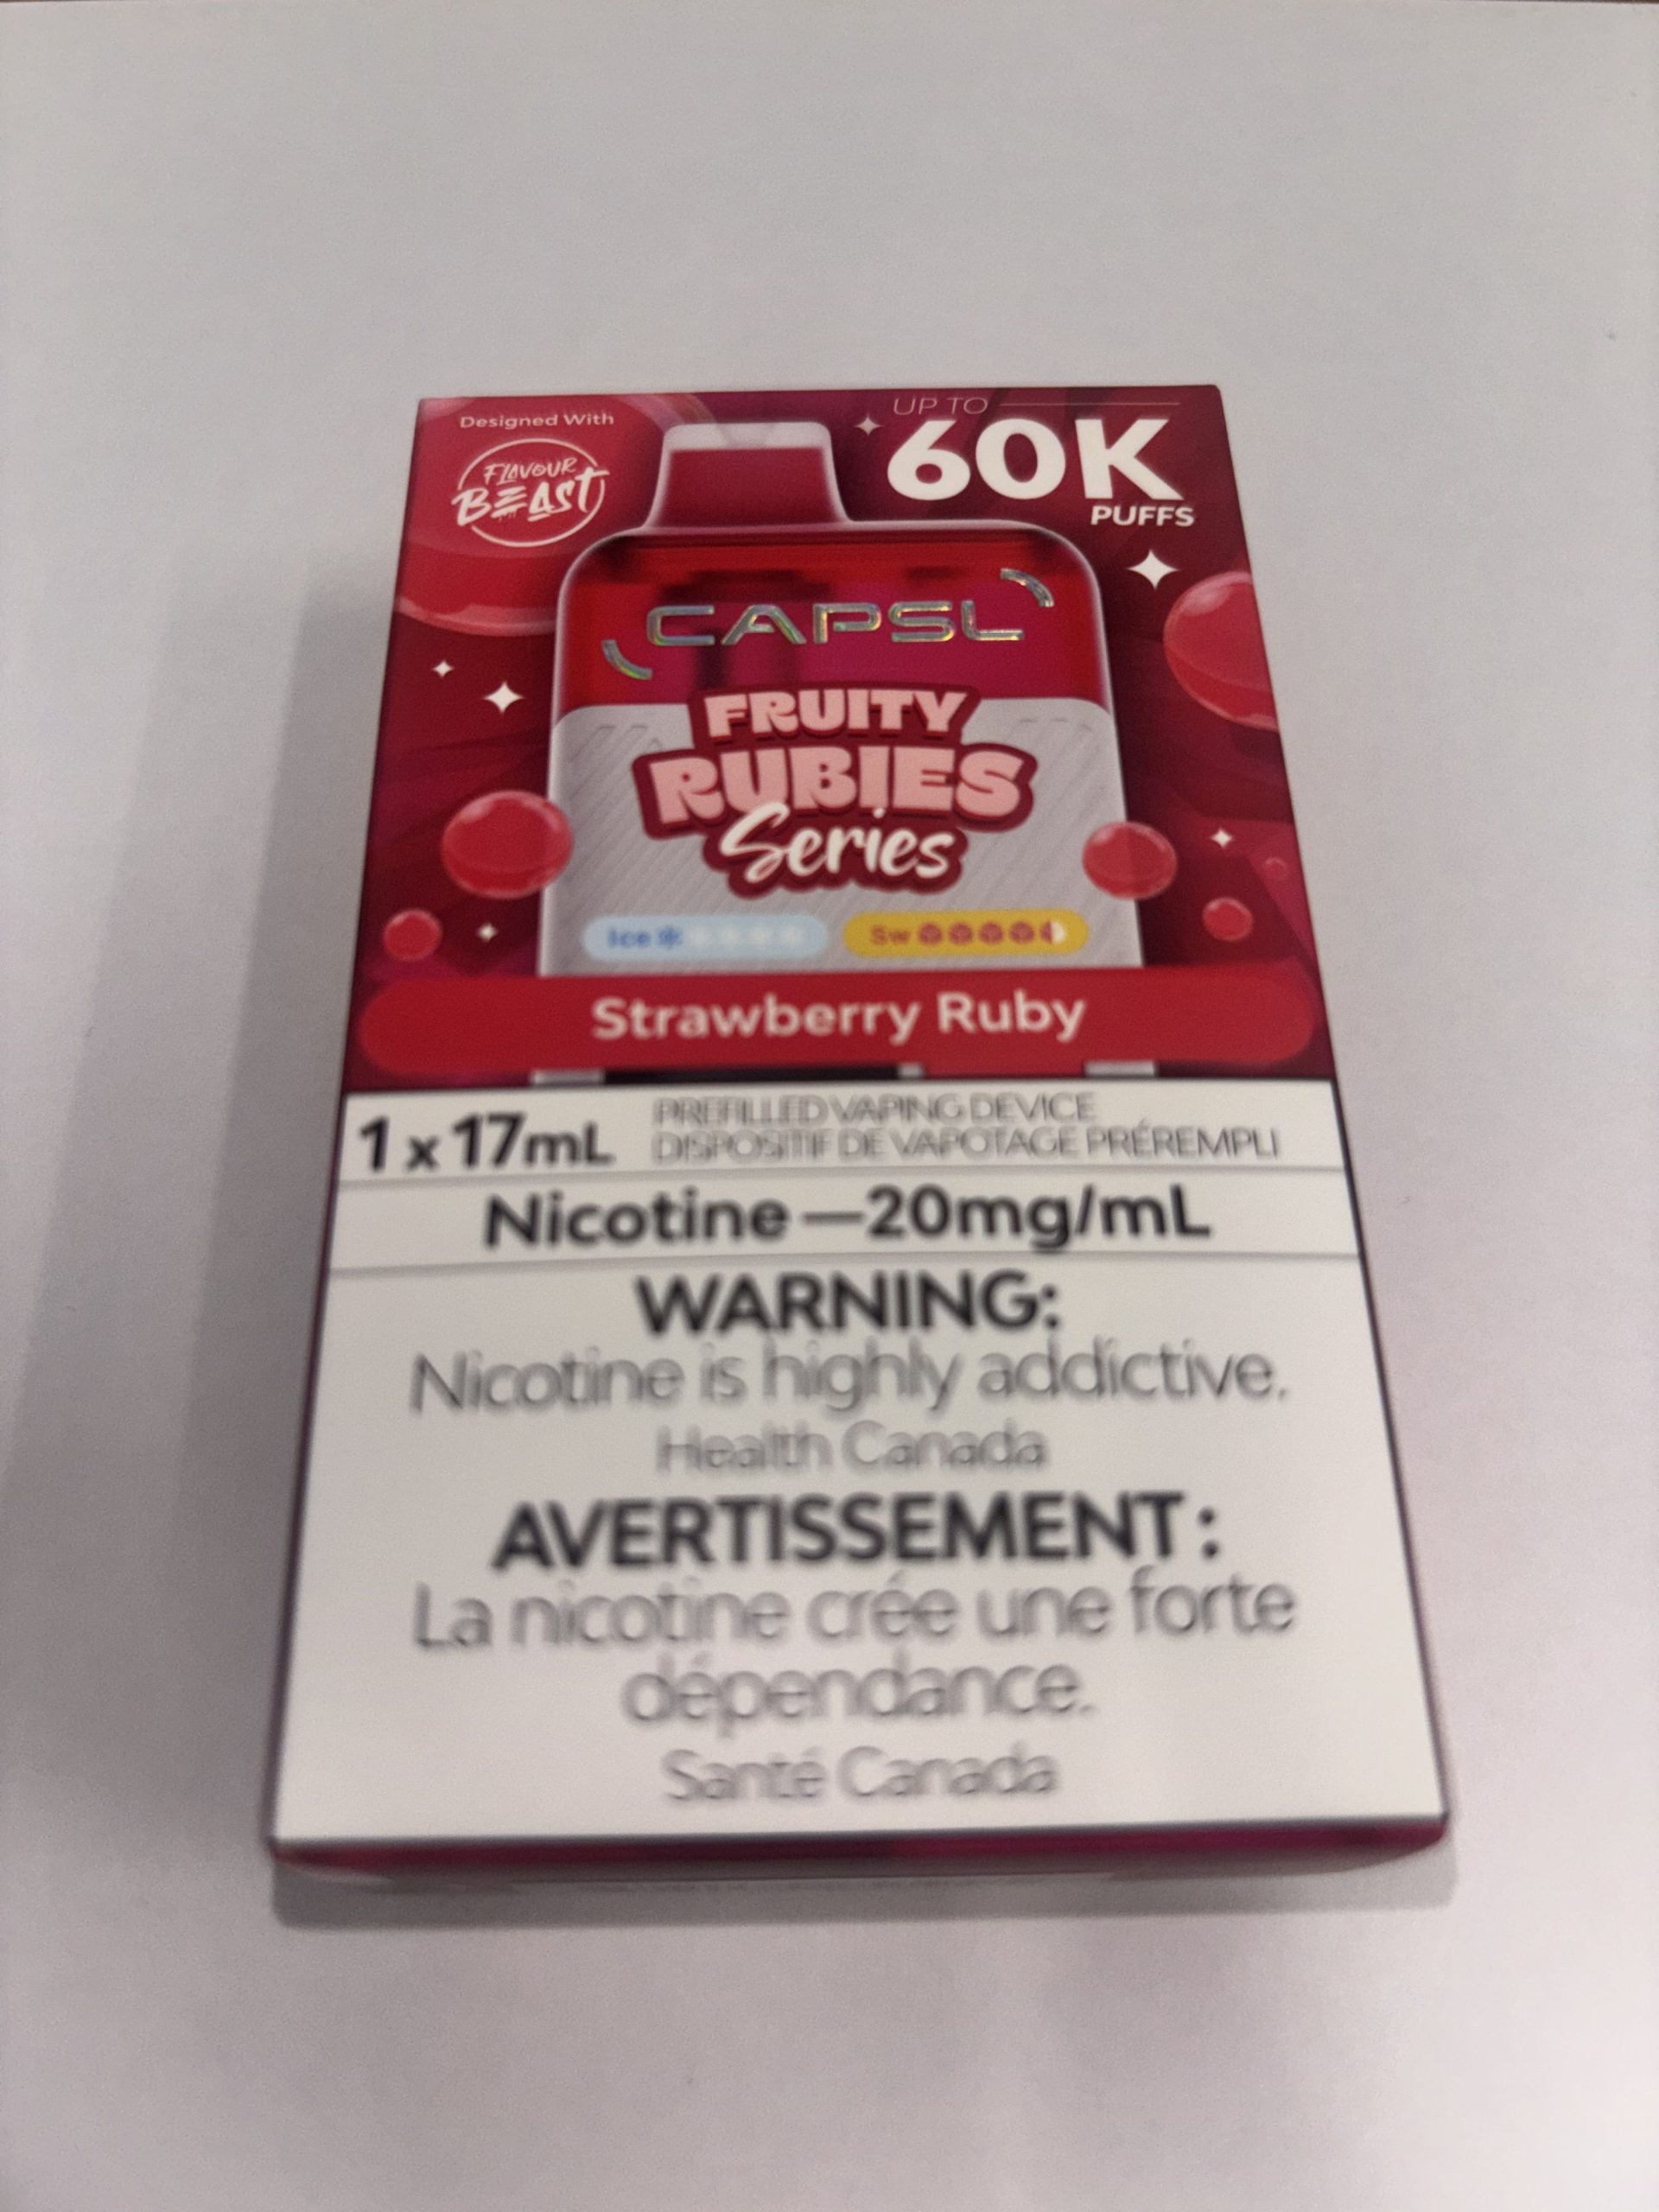 Designed With
FLAVOUR
BEAST
UP TO
60K
PUFFS
CAPSL
FRUITY
RUBIES
Series
Ice
Sw
Strawberry Ruby
1 x 17mL
PREFILLED VAPING DEVICE
DISPOSITIF DE VAPOTAGE PRÉREMPLI
Nicotine—20mg/mL
WARNING:
Nicotine is highly addictive.
Health Canada
AVERTISSEMENT :
La nicotine crée une forte
dépendance.
Santé Canada